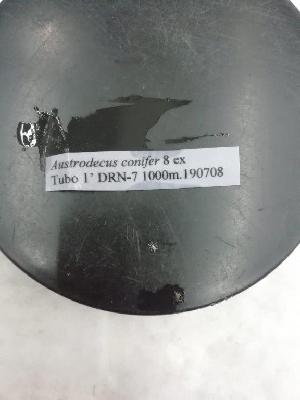 Austrodecus conifer 8 ex
Tubo 1’ DRN-7 1000m.190708